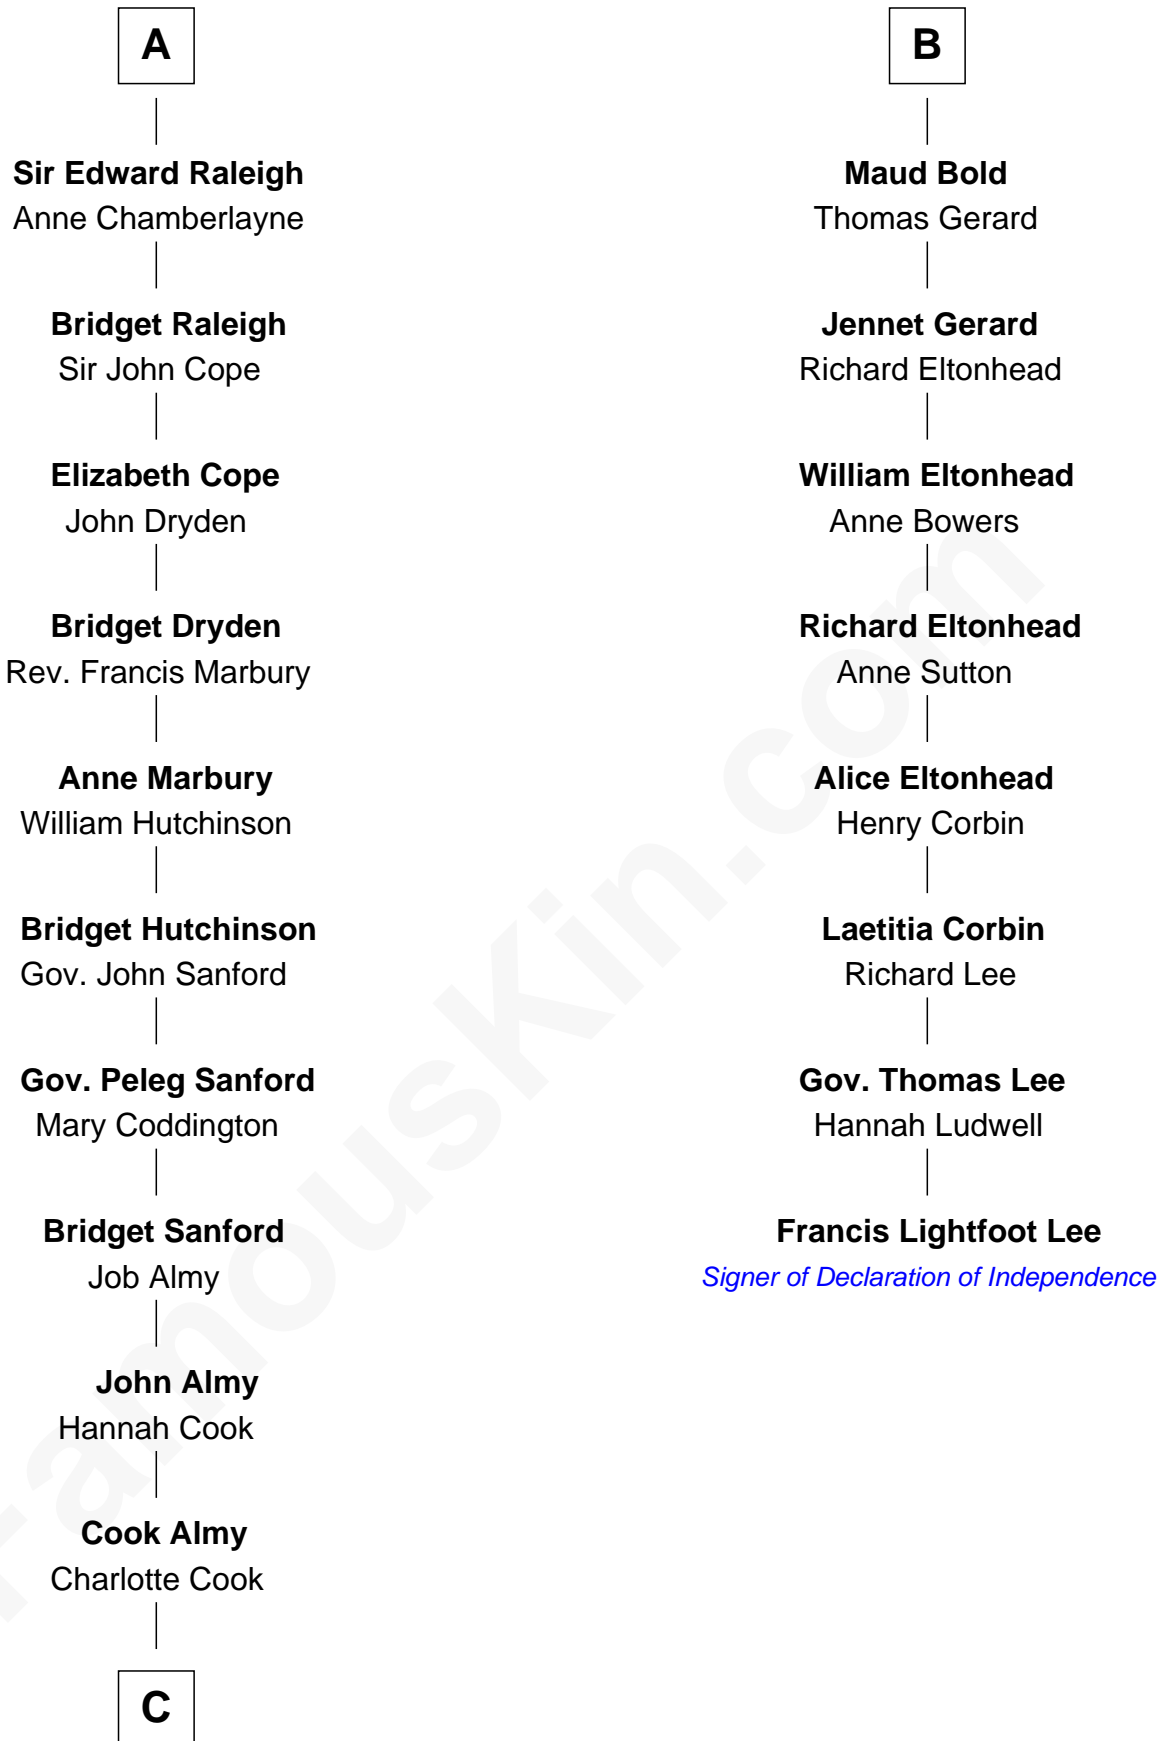 A
Sir Edward Raleigh
Anne Chamberlayne
Bridget Raleigh
Sir John Cope
Elizabeth Cope
John Dryden
Bridget Dryden
Rev. Francis Marbury
Anne Marbury
William Hutchinson
Bridget Hutchinson
Gov. John Sanford
Gov. Peleg Sanford
Mary Coddington
Bridget Sanford
Job Almy
John Almy
Hannah Cook
Cook Almy
Charlotte Cook
C
B
Maud Bold
Thomas Gerard
Jennet Gerard
Richard Eltonhead
William Eltonhead
Anne Bowers
Richard Eltonhead
Anne Sutton
Alice Eltonhead
Henry Corbin
Laetitia Corbin
Richard Lee
Gov. Thomas Lee
Hannah Ludwell
Francis Lightfoot Lee
Signer of Declaration of Independence
FamousKin.com